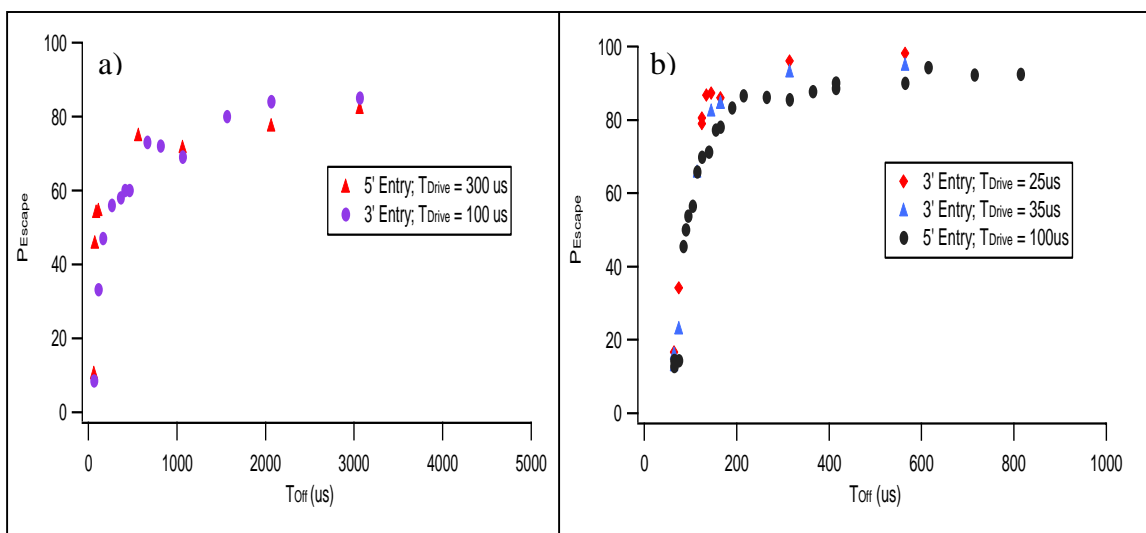 a)
100
80
60
40
20
0
PEscape
5' Entry; TDrive = 300 us
3' Entry; TDrive = 100 us
0 1000 2000 3000 4000 5000
TOff (us)
b)
100
80
60
40
20
0
PEscape
3' Entry; TDrive = 25us
3' Entry; TDrive = 35us
5' Entry; TDrive = 100us
0 200 400 600 800 1000
TOff (us)